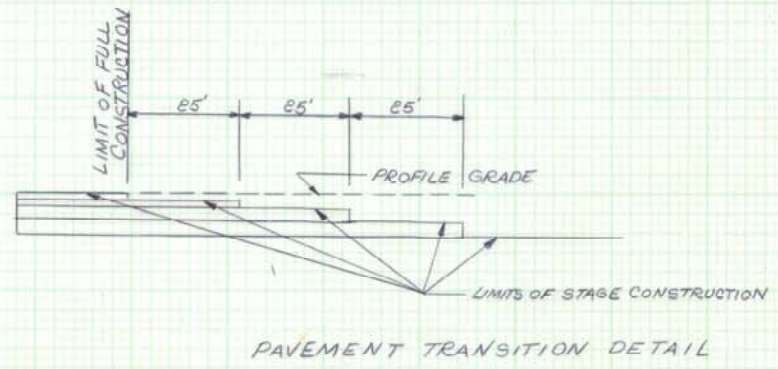 LIMIT OF FULL
CONSTRUCTION
25' 25' 25'
PROFILE GRADE
LIMITS OF STAGE CONSTRUCTION
PAVEMENT TRANSITION DETAIL